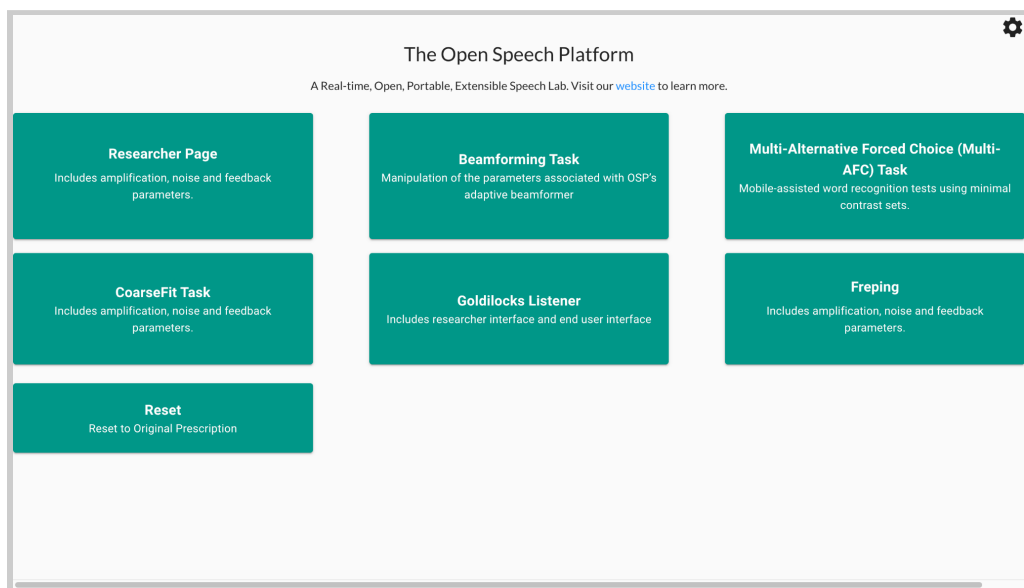 The Open Speech Platform
A Real-time, Open, Portable, Extensible Speech Lab. Visit our website to learn more.
Researcher Page
Includes amplification, noise and feedback
parameters.
Beamforming Task
Manipulation of the parameters associated with OSP's
adaptive beamformer
Multi-Alternative Forced Choice (Multi-
AFC) Task
Mobile-assisted word recognition tests using minimal
contrast sets.
CoarseFit Task
Includes amplification, noise and feedback
parameters.
Goldilocks Listener
Includes researcher interface and end user interface
Freping
Includes amplification, noise and feedback
parameters.
Reset
Reset to Original Prescription